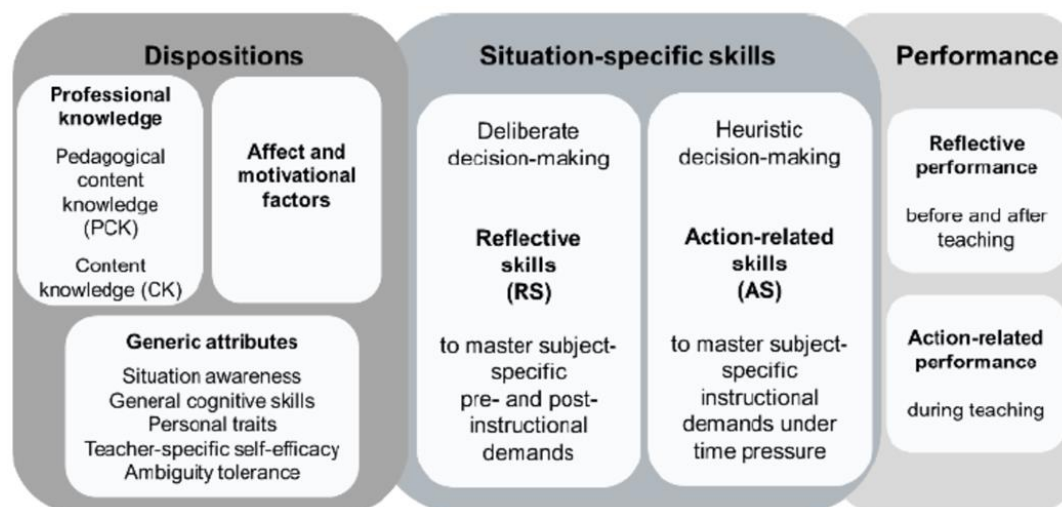 Dispositions
Professional
knowledge
Pedagogical
content
knowledge
(PCK)
Content
knowledge (CK)
Affect and
motivational
factors
Generic attributes
Situation awareness
General cognitive skills
Personal traits
Teacher-specific self-efficacy
Ambiguity tolerance
Situation-specific skills
Deliberate
decision-making
Reflective
skills
(RS)
to master subject-
specific
pre- and post-
instructional
demands
Heuristic
decision-making
Action-related
skills
(AS)
to master subject-
specific
instructional
demands under
time pressure
Performance
Reflective
performance
before and after
teaching
Action-related
performance
during teaching